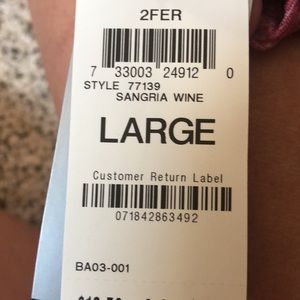 2FER
7 33003 24912 0
STYLE 77139
SANGRIA WINE
LARGE
Customer Return Label
071842863492
BA03-001